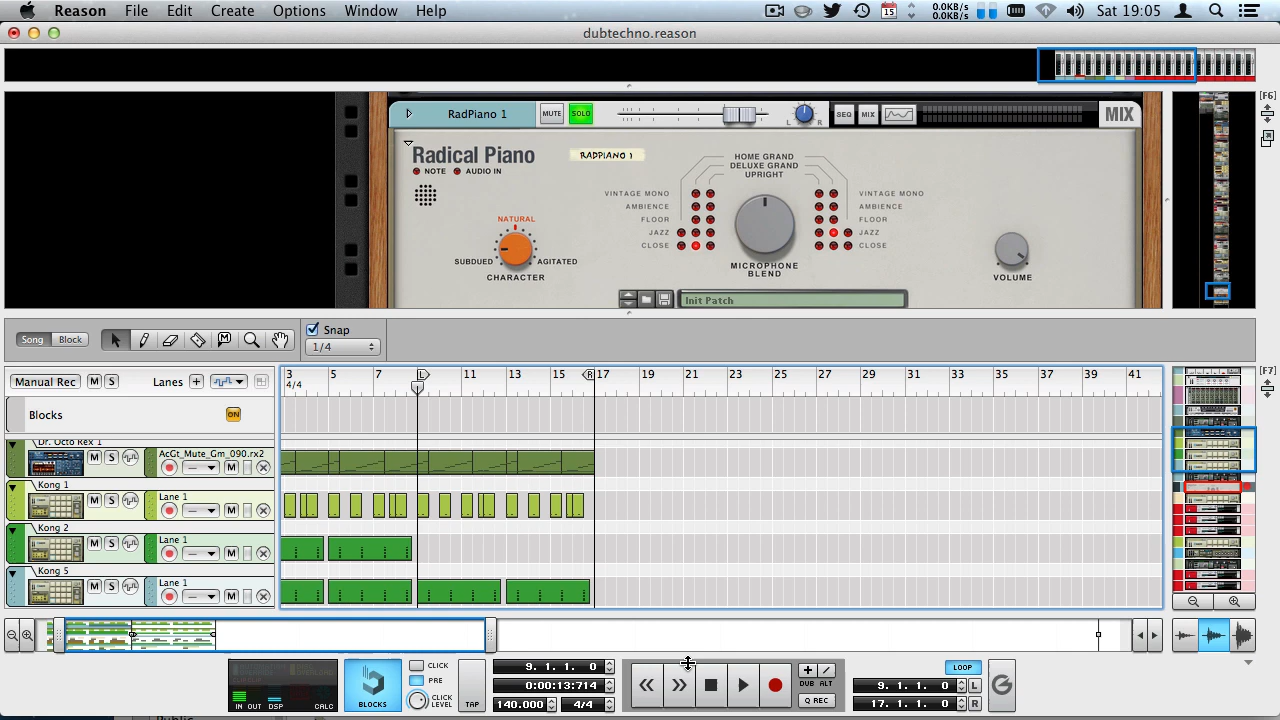 Reason File Edit Create Options Window Help 15 0.0KB/s 0.0KB/s Sat 19:05
dubtechno.reason
RadPiano 1 MUTE SOLO L R SEQ MIX MIX [F6]
Radical Piano RADPIANO 1
NOTE AUDIO IN
HOME GRAND
DELUXE GRAND
UPRIGHT
VINTAGE MONO VINTAGE MONO
AMBIENCE AMBIENCE
NATURAL FLOOR FLOOR
JAZZ JAZZ
CLOSE CLOSE
SUBDUED AGITATED
CHARACTER
MICROPHONE
BLEND
VOLUME
Init Patch
Song Block Snap
1/4
Manual Rec M S Lanes + 3 5 7 L 11 13 15 R 17 19 21 23 25 27 29 31 33 35 37 39 41 [F7]
4/4
Blocks ON
Dr. Octo Rex 1
M S AcGt_Mute_Gm_090.rx2
M
Kong 1
M S Lane 1
M
Kong 2
M S Lane 1
M
Kong 5
M S Lane 1
M
IN OUT DSP CALC
BLOCKS
CLICK
PRE
CLICK
LEVEL
TAP
9. 1. 1. 0
0:00:13:714
140.000 4/4
DUB ALT
Q REC
LOOP
9. 1. 1. 0 L
17. 1. 1. 0 R